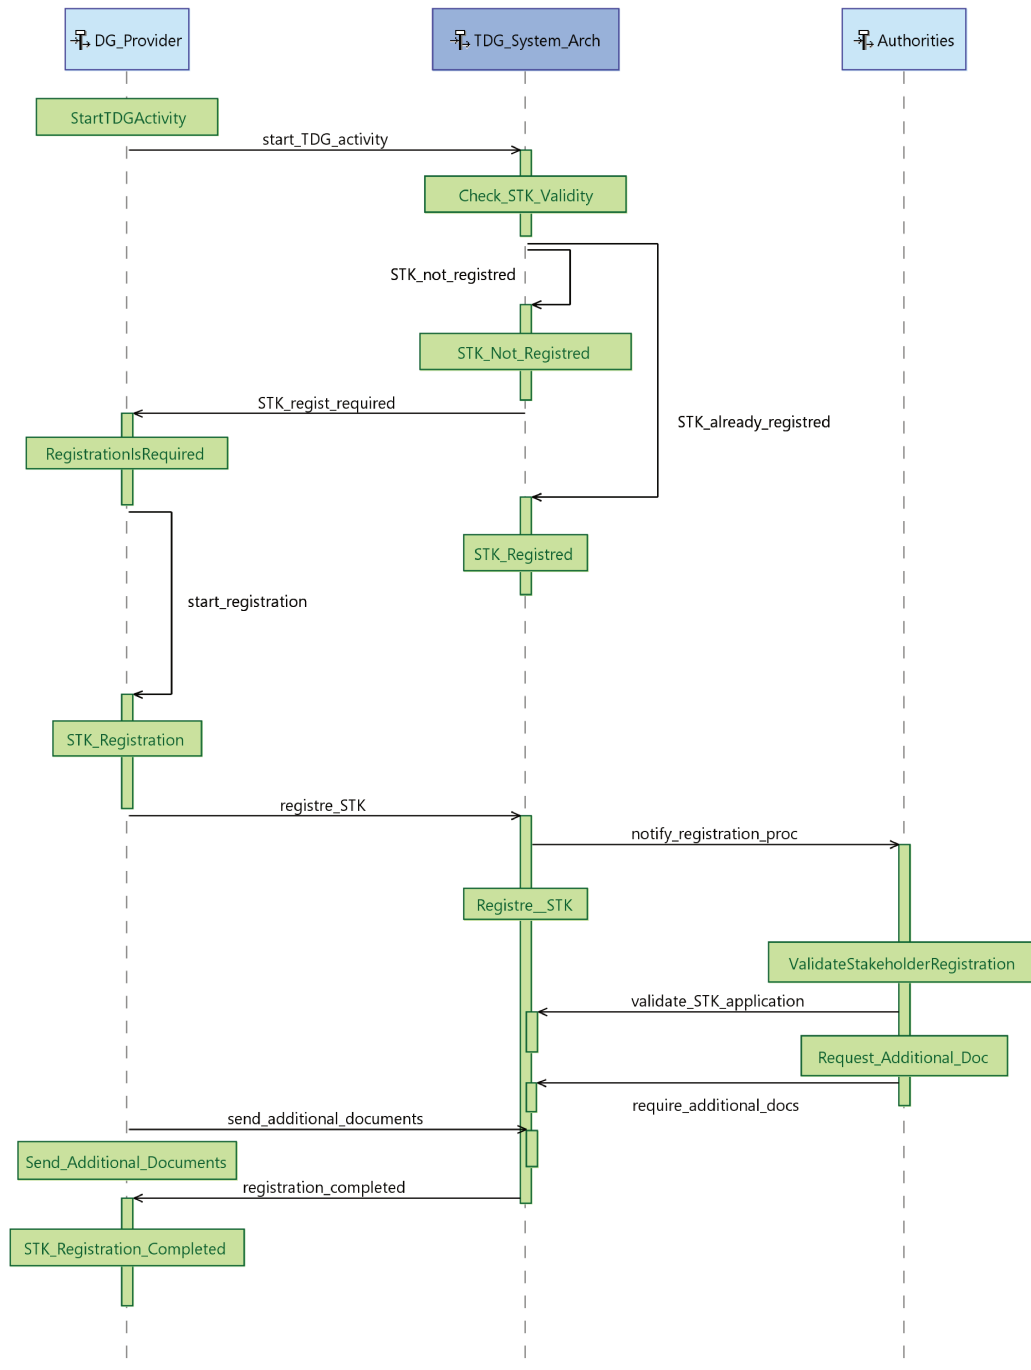 DG_Provider
TDG_System_Arch
Authorities
StartTDGActivity
start_TDG_activity
Check_STK_Validity
STK_not_registred
STK_Not_Registred
STK_regist_required
STK_already_registred
RegistrationIsRequired
STK_Registred
start_registration
STK_Registration
registre_STK
notify_registration_proc
Registre__STK
ValidateStakeholderRegistration
validate_STK_application
Request_Additional_Doc
require_additional_docs
send_additional_documents
Send_Additional_Documents
registration_completed
STK_Registration_Completed